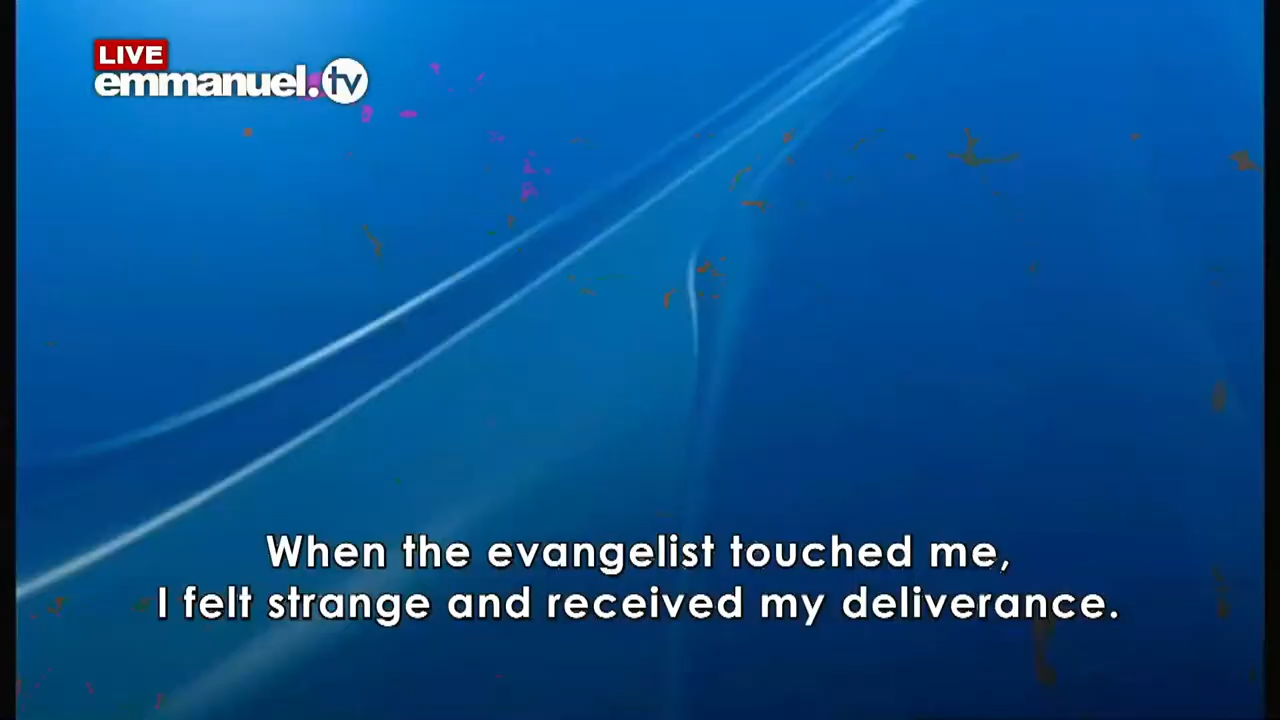 LIVE
emmanuel.tv
When the evangelist touched me,
I felt strange and received my deliverance.